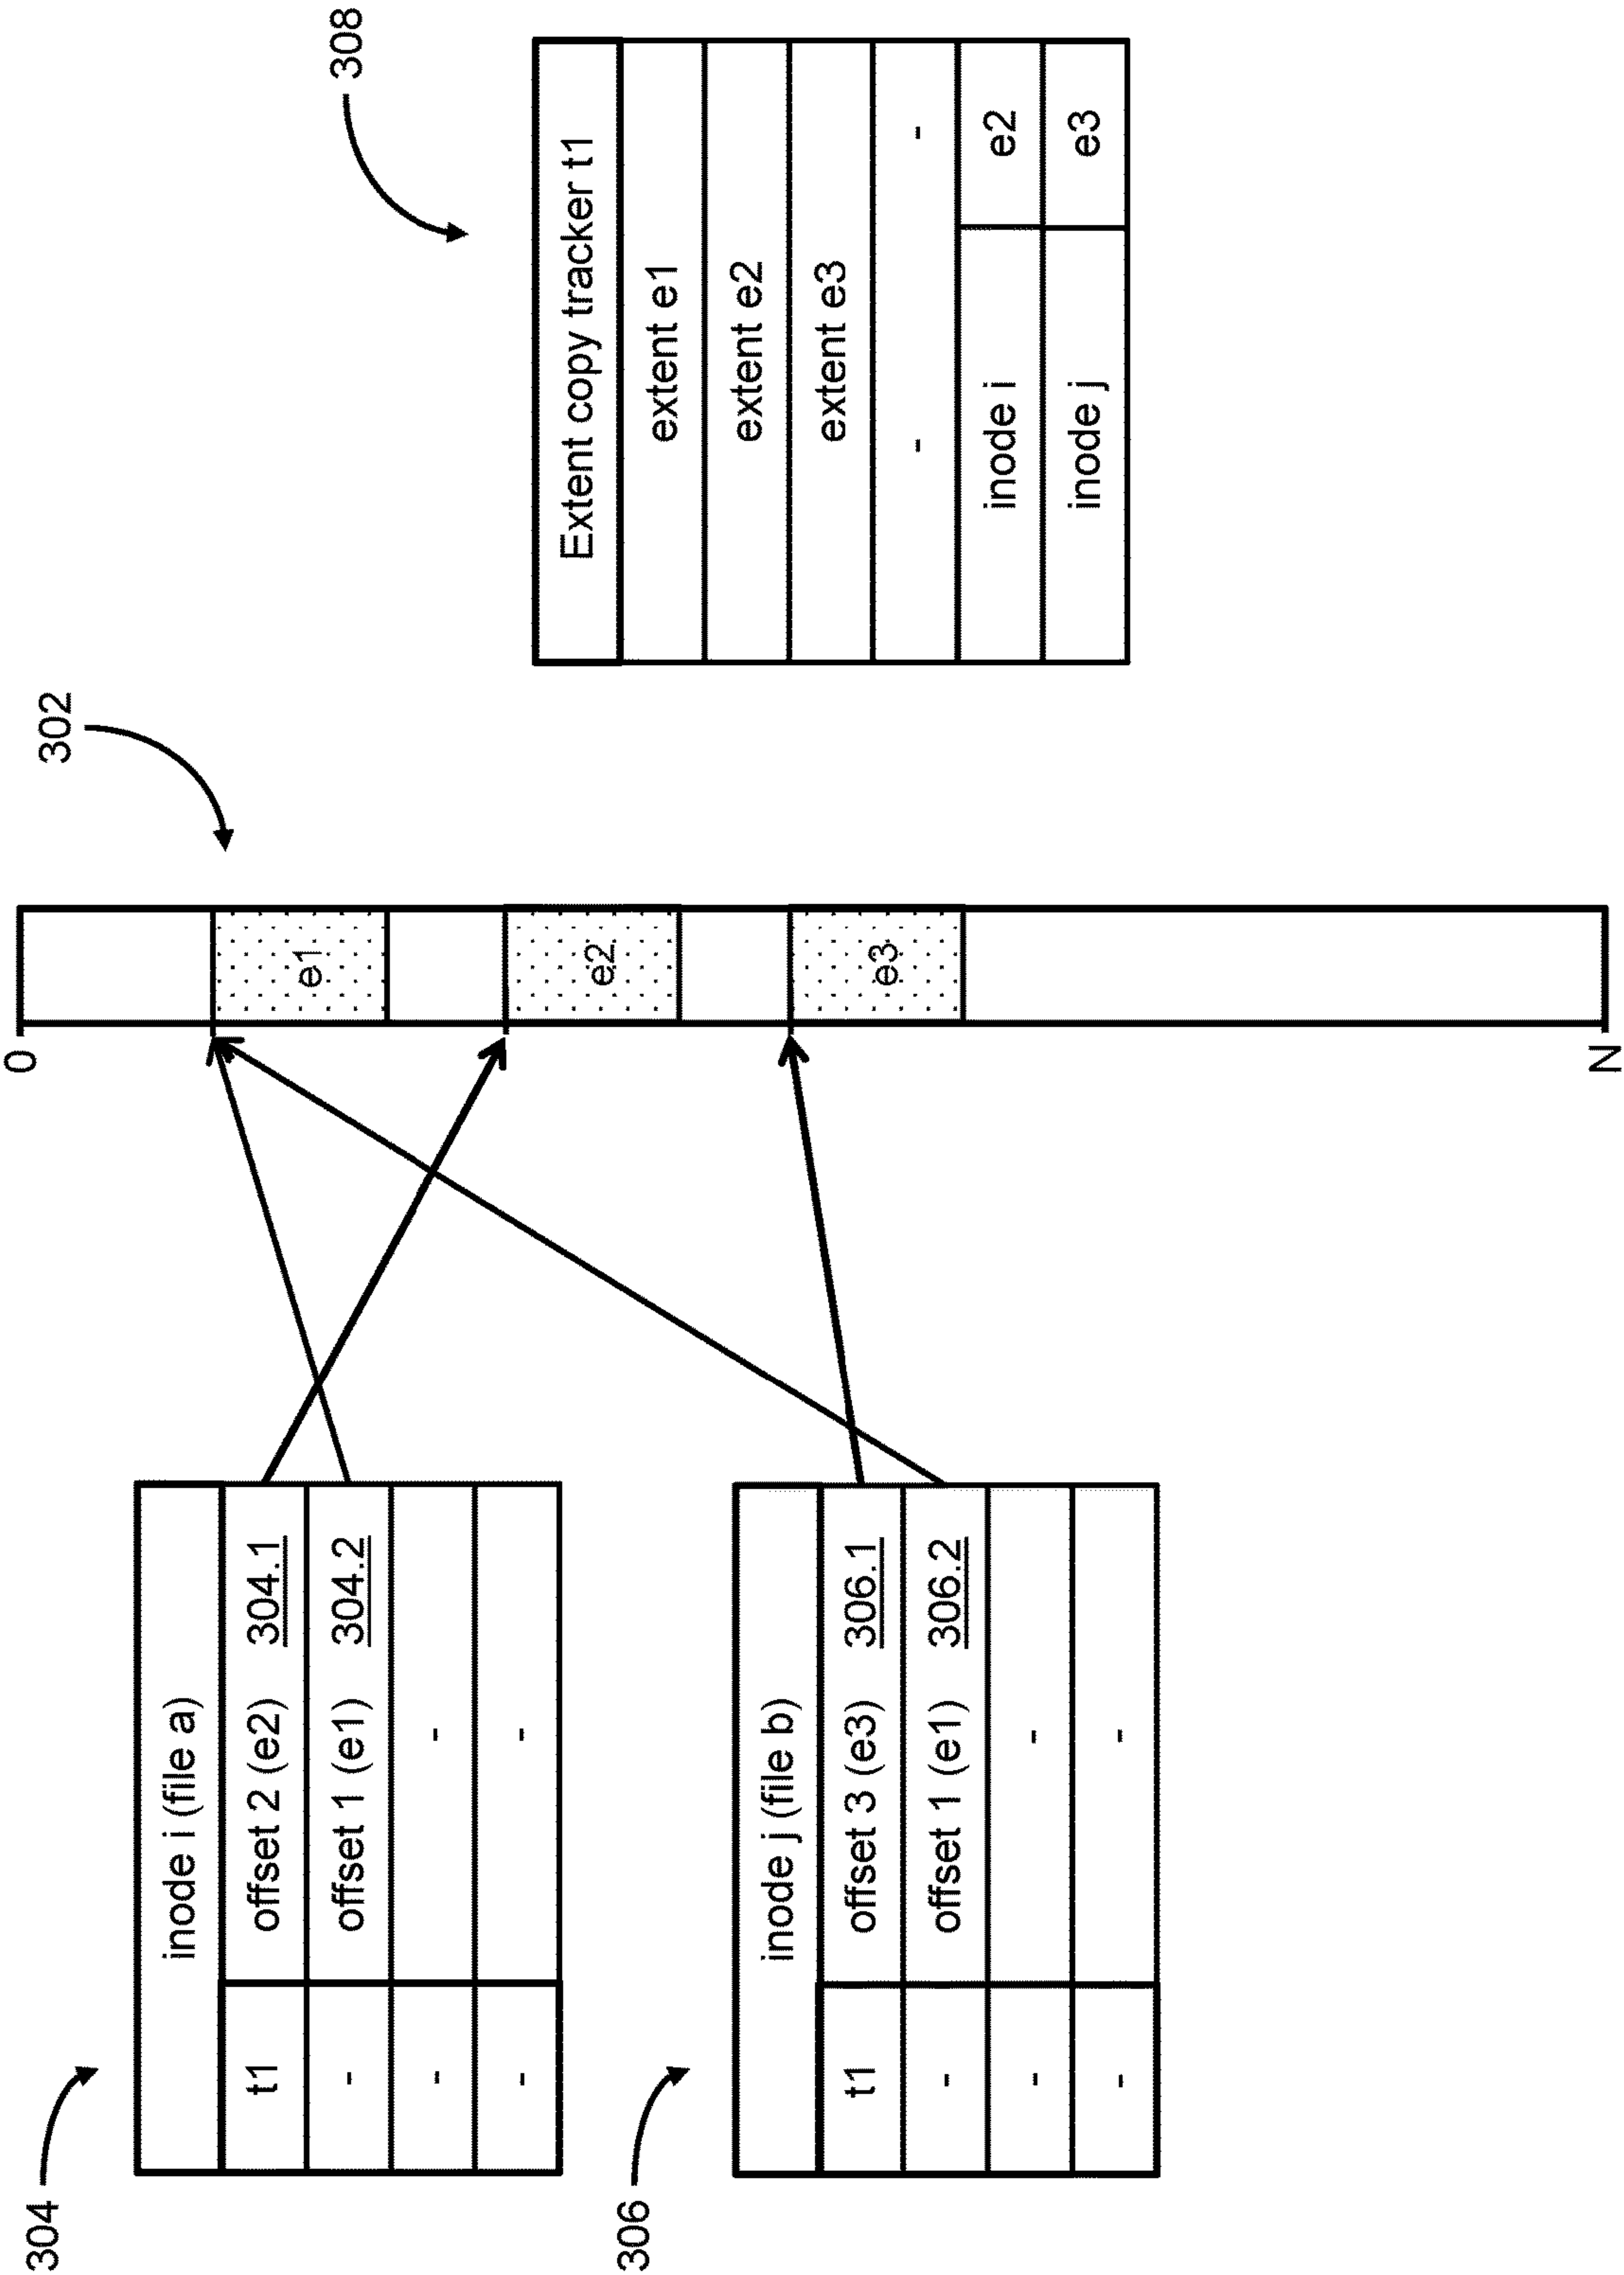 304
inode i (file a)
t1 offset 2 (e2) 304.1
- offset 1 (e1) 304.2
- -
- -
306
inode j (file b)
t1 offset 3 (e3) 306.1
- offset 1 (e1) 306.2
- -
- -
302
0
e1
e2
e3
N
308
Extent copy tracker t1
extent e1
extent e2
extent e3
- -
inode i e2
inode j e3